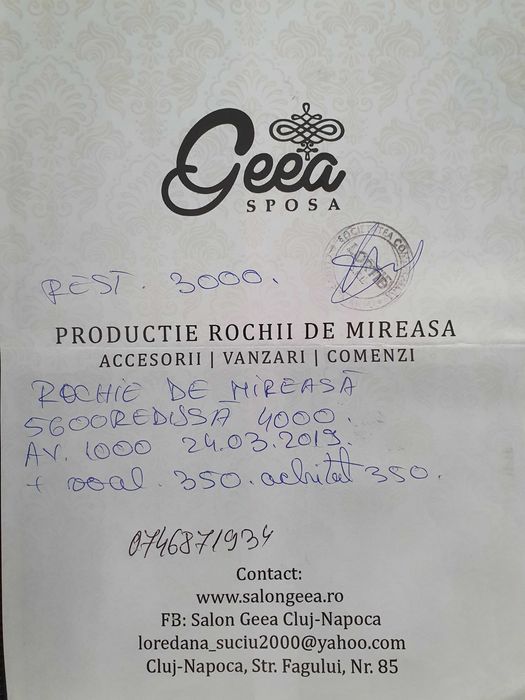 Geea
SPOSA
REST. 3000.
PRODUCTIE ROCHII DE MIREASA
ACCESORII | VANZARI | COMENZI
ROCHIE DE MIREASĂ
5600 REDUSA 4000.
AV. 1000 24.03.2019.
+ voal. 350. achitat 350.
0746871934
Contact:
www.salongeea.ro
FB: Salon Geea Cluj-Napoca
loredana_suciu2000@yahoo.com
Cluj-Napoca, Str. Fagului, Nr. 85